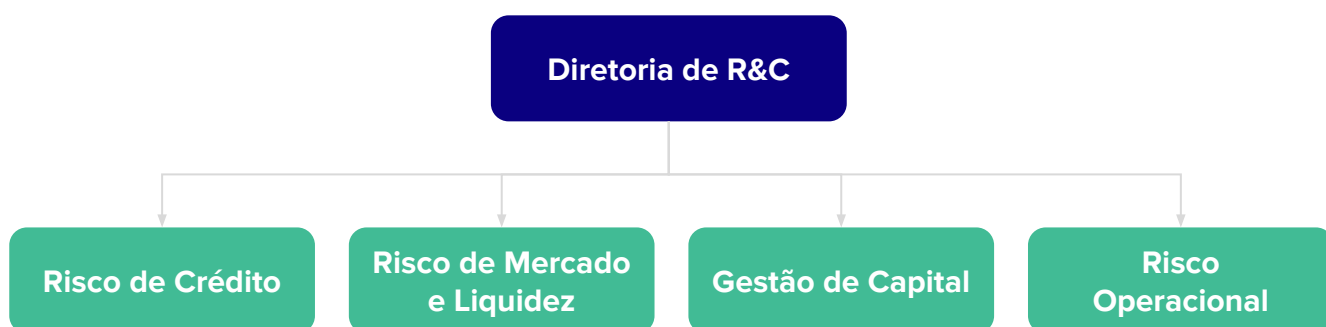 Diretoria de R&C
Risco de Crédito
Risco de Mercado
e Liquidez
Gestão de Capital
Risco
Operacional